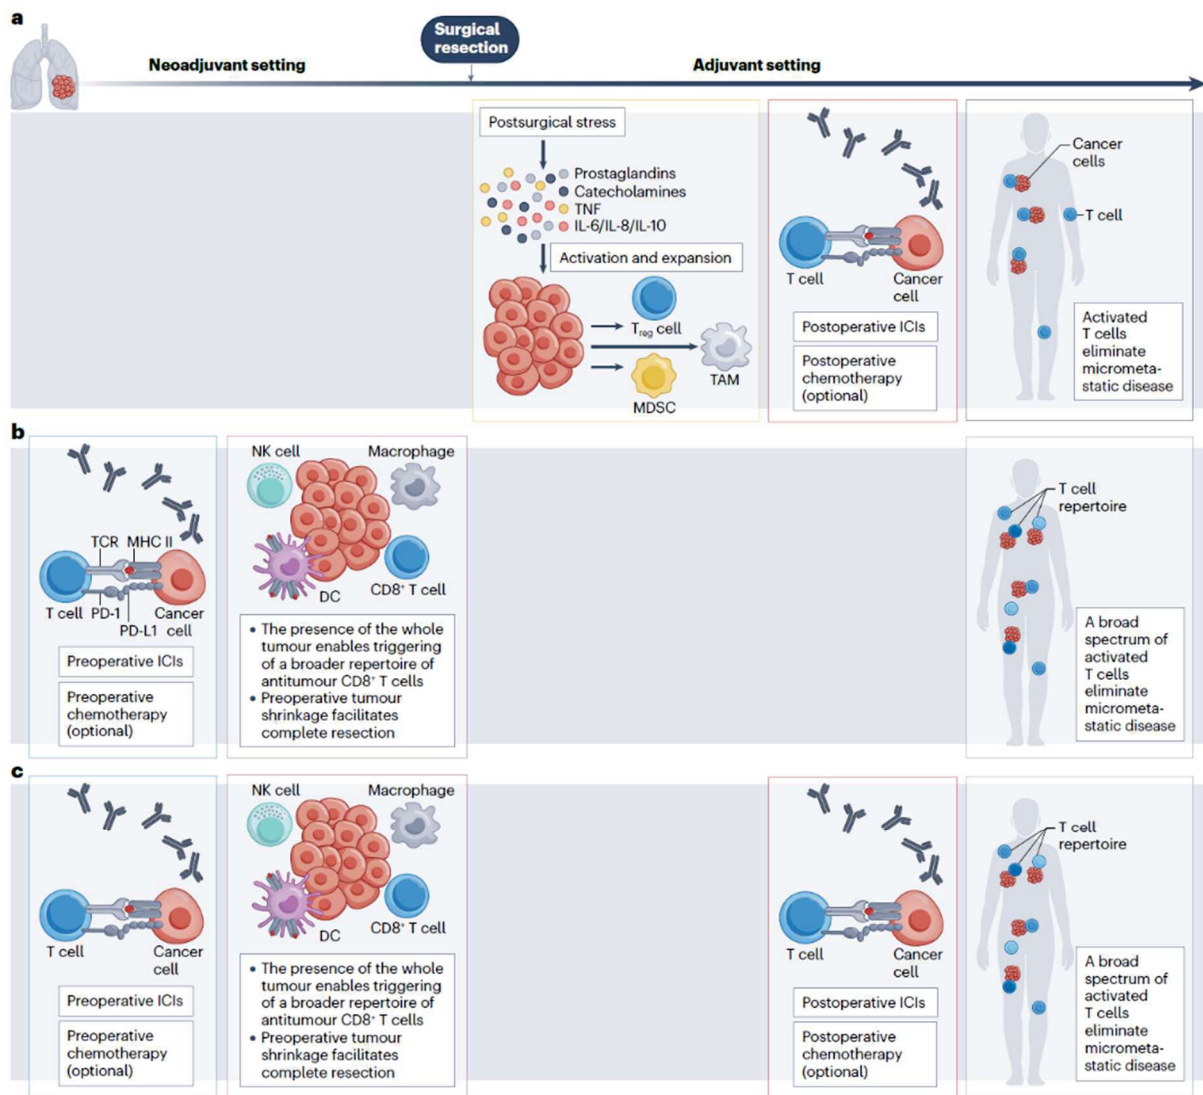 a
Surgical
resection
Neoadjuvant setting
Adjuvant setting
Postsurgical stress
Prostaglandins
Catecholamines
TNF
IL-6/IL-8/IL-10
Activation and expansion
Treg cell
TAM
MDSC
T cell
Cancer
cell
Postoperative ICIs
Postoperative
chemotherapy
(optional)
Cancer
cells
T cell
Activated
T cells
eliminate
micrometa-
static disease
b
TCR
MHC II
T cell
PD-1
Cancer
cell
PD-L1
Preoperative ICIs
Preoperative
chemotherapy
(optional)
NK cell
Macrophage
DC
CD8⁺ T cell
• The presence of the whole
tumour enables triggering
of a broader repertoire of
antitumour CD8⁺ T cells
• Preoperative tumour
shrinkage facilitates
complete resection
T cell
repertoire
A broad
spectrum of
activated
T cells
eliminate
micrometa-
static disease
c
T cell
Cancer
cell
Preoperative ICIs
Preoperative
chemotherapy
(optional)
NK cell
Macrophage
DC
CD8⁺ T cell
• The presence of the whole
tumour enables triggering
of a broader repertoire of
antitumour CD8⁺ T cells
• Preoperative tumour
shrinkage facilitates
complete resection
T cell
Cancer
cell
Postoperative ICIs
Postoperative
chemotherapy
(optional)
T cell
repertoire
A broad
spectrum of
activated
T cells
eliminate
micrometa-
static disease